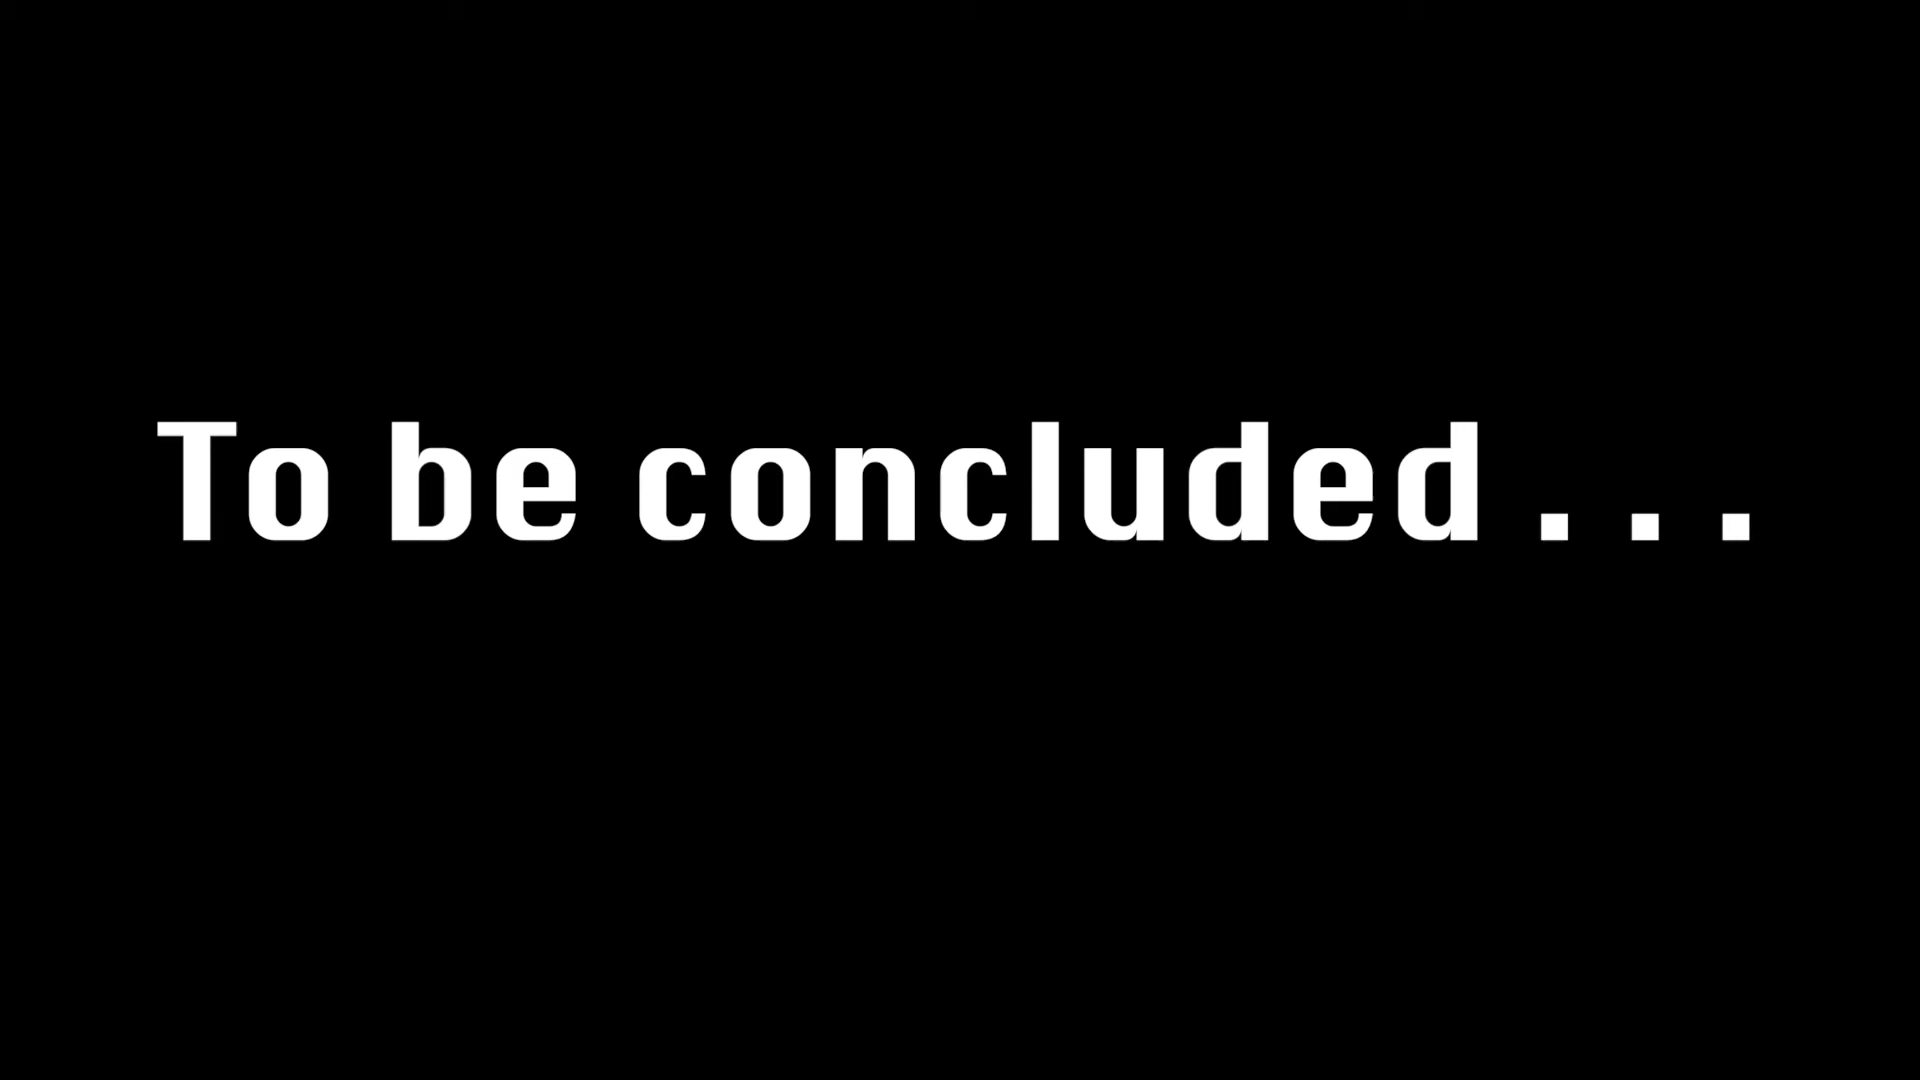 To be concluded . . .